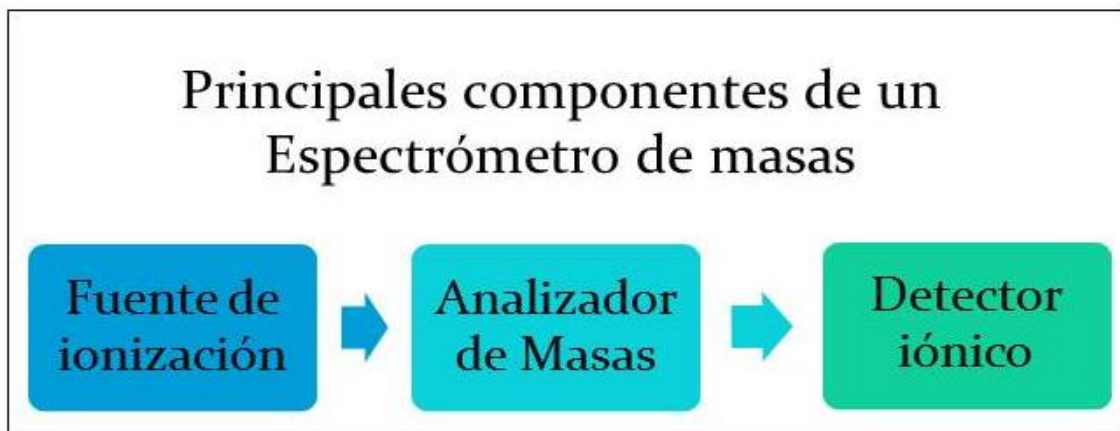 Principales componentes de un
Espectrómetro de masas
Fuente de
ionización
Analizador
de Masas
Detector
iónico